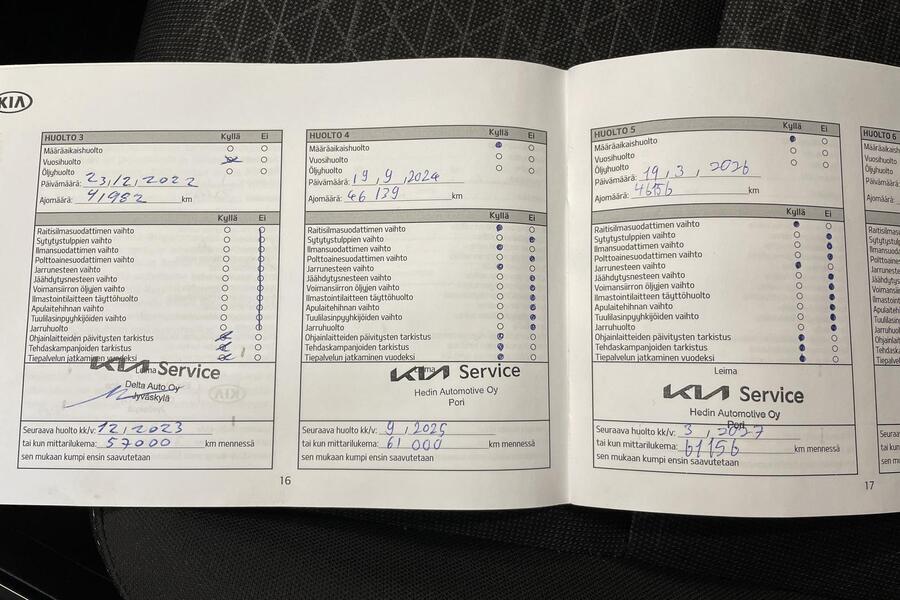 KIA
HUOLTO 3 Kyllä Ei
Määräaikaishuolto
Vuosihuolto
Öljyhuolto
Päivämäärä: 23,12,2022
Ajomäärä: 41982 km
Kyllä Ei
Raitisilmasuodattimen vaihto
Sytytystulppien vaihto
Ilmansuodattimen vaihto
Polttoainesuodattimen vaihto
Jarrunesteen vaihto
Jäähdytysnesteen vaihto
Voimansiirron öljyjen vaihto
Ilmastointilaitteen täyttöhuolto
Apulaitehihnan vaihto
Tuulilasinpyyhkijöiden vaihto
Jarruhuolto
Ohjainlaitteiden päivitysten tarkistus
Tehdaskampanjoiden tarkistus
Tiepalvelun jatkaminen vuodeksi
Leima
KIA Service
Delta Auto Oy
Jyväskylä
Seuraava huolto kk/v: 12,2023
tai kun mittarilukema: 57000 km mennessä
sen mukaan kumpi ensin saavutetaan
16
HUOLTO 4 Kyllä Ei
Määräaikaishuolto
Vuosihuolto
Öljyhuolto
Päivämäärä: 19,9,2024
Ajomäärä: 46139 km
Kyllä Ei
Raitisilmasuodattimen vaihto
Sytytystulppien vaihto
Ilmansuodattimen vaihto
Polttoainesuodattimen vaihto
Jarrunesteen vaihto
Jäähdytysnesteen vaihto
Voimansiirron öljyjen vaihto
Ilmastointilaitteen täyttöhuolto
Apulaitehihnan vaihto
Tuulilasinpyyhkijöiden vaihto
Jarruhuolto
Ohjainlaitteiden päivitysten tarkistus
Tehdaskampanjoiden tarkistus
Tiepalvelun jatkaminen vuodeksi
Leima
KIA Service
Hedin Automotive Oy
Pori
Seuraava huolto kk/v: 9,2025
tai kun mittarilukema: 61000 km mennessä
sen mukaan kumpi ensin saavutetaan
HUOLTO 5 Kyllä Ei
Määräaikaishuolto
Vuosihuolto
Öljyhuolto
Päivämäärä: 19,3,2026
Ajomäärä: 46156 km
Kyllä Ei
Raitisilmasuodattimen vaihto
Sytytystulppien vaihto
Ilmansuodattimen vaihto
Polttoainesuodattimen vaihto
Jarrunesteen vaihto
Jäähdytysnesteen vaihto
Voimansiirron öljyjen vaihto
Ilmastointilaitteen täyttöhuolto
Apulaitehihnan vaihto
Tuulilasinpyyhkijöiden vaihto
Jarruhuolto
Ohjainlaitteiden päivitysten tarkistus
Tehdaskampanjoiden tarkistus
Tiepalvelun jatkaminen vuodeksi
Leima
KIA Service
Hedin Automotive Oy
Pori
Seuraava huolto kk/v: 3,2027
tai kun mittarilukema: 61156 km mennessä
sen mukaan kumpi ensin saavutetaan
17
HUOLTO 6